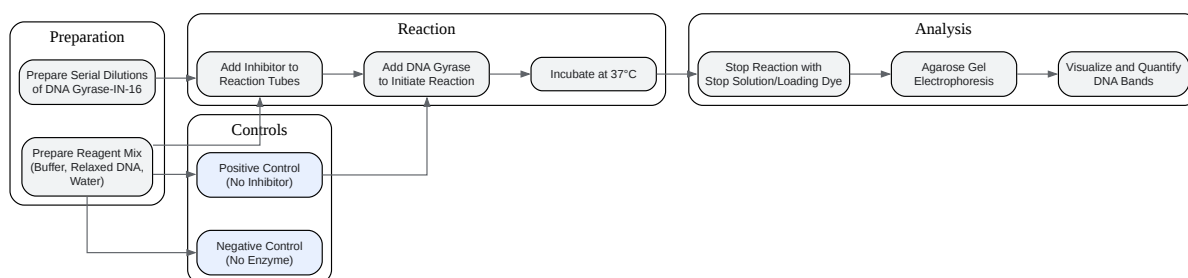 Preparation
Prepare Serial Dilutions
of DNA Gyrase-IN-16
Prepare Reagent Mix
(Buffer, Relaxed DNA,
Water)
Reaction
Add Inhibitor to
Reaction Tubes
Add DNA Gyrase
to Initiate Reaction
Incubate at 37°C
Controls
Positive Control
(No Inhibitor)
Negative Control
(No Enzyme)
Analysis
Stop Reaction with
Stop Solution/Loading Dye
Agarose Gel
Electrophoresis
Visualize and Quantify
DNA Bands